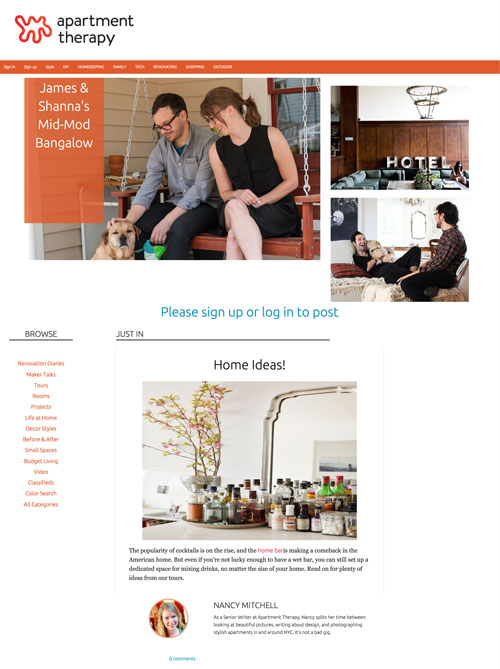 apartment
therapy
Sign in Sign up Style DIY HOMEKEEPING FAMILY TECH RENOVATING SHOPPING OUTDOOR
James &
Shanna's
Mid-Mod
Bangalow
HOTEL
Please sign up or log in to post
BROWSE
JUST IN
Renovation Diaries
Maker Talks
Tours
Rooms
Projects
Life at Home
Decor Styles
Before & After
Small Spaces
Budget Living
Video
Classifieds
Color Search
All Categories
Home Ideas!
The popularity of cocktails is on the rise, and the home bar is making a comeback in the
American home. But even if you're not lucky enough to have a wet bar, you can still set up a
dedicated space for mixing drinks, no matter the size of your home. Read on for plenty of
ideas from our tours.
NANCY MITCHELL
As a Senior Writer at Apartment Therapy, Nancy splits her time between
looking at beautiful pictures, writing about design, and photographing
stylish apartments in and around NYC. It's not a bad gig.
0 comments